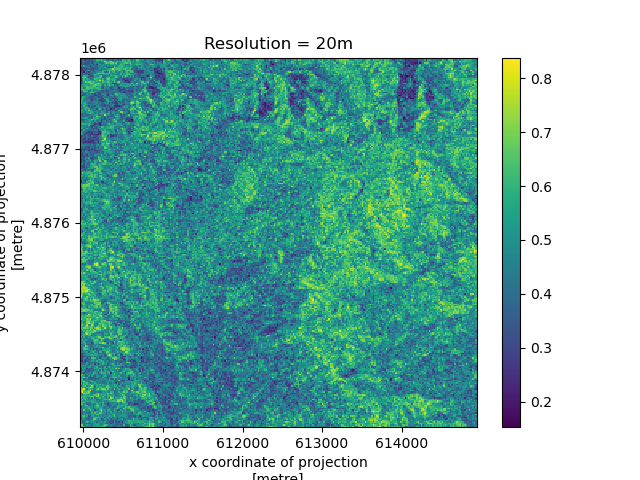 Resolution = 20m
1e6
4.878
4.877
4.876
4.875
4.874
y coordinate of projection
[metre]
610000 611000 612000 613000 614000
x coordinate of projection
[metre]
0.8
0.7
0.6
0.5
0.4
0.3
0.2